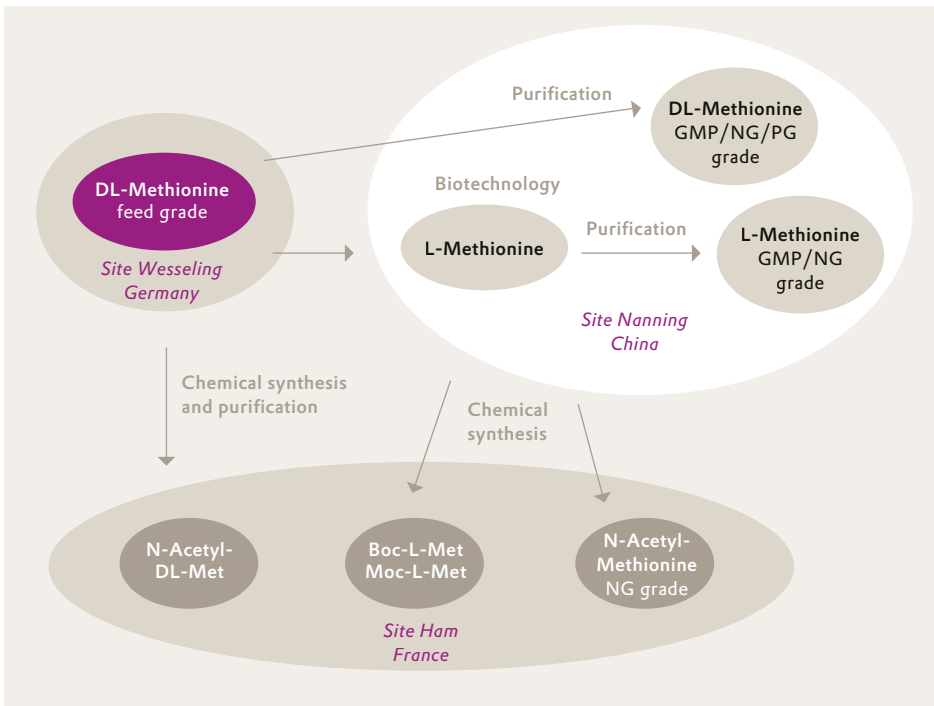 Purification
DL-Methionine
GMP/NG/PG
grade
DL-Methionine
feed grade
Site Wesseling
Germany
Biotechnology
L-Methionine
Purification
L-Methionine
GMP/NG
grade
Site Nanning
China
Chemical synthesis
and purification
Chemical
synthesis
N-Acetyl-
DL-Met
Boc-L-Met
Moc-L-Met
N-Acetyl-
Methionine
NG grade
Site Ham
France